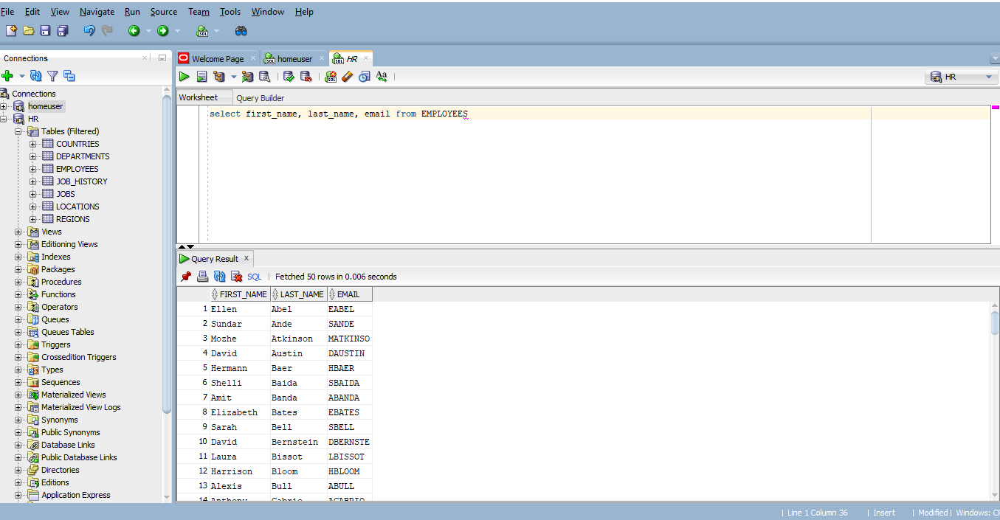 File Edit View Navigate Run Source Team Tools Window Help
Connections
Welcome Page homeuser HR
HR
Worksheet Query Builder
select first_name, last_name, email from EMPLOYEES
Connections
homeuser
HR
Tables (Filtered)
COUNTRIES
DEPARTMENTS
EMPLOYEES
JOB_HISTORY
JOBS
LOCATIONS
REGIONS
Views
Editioning Views
Indexes
Packages
Procedures
Functions
Operators
Queues
Queues Tables
Triggers
Crossedition Triggers
Types
Sequences
Materialized Views
Materialized View Logs
Synonyms
Public Synonyms
Database Links
Public Database Links
Directories
Editions
Application Express
Query Result
SQL Fetched 50 rows in 0.006 seconds
FIRST_NAME LAST_NAME EMAIL
1 Ellen Abel EABEL
2 Sundar Ande SANDE
3 Mozhe Atkinson MATKINSO
4 David Austin DAUSTIN
5 Hermann Baer HBAER
6 Shelli Baida SBAIDA
7 Amit Banda ABANDA
8 Elizabeth Bates EBATES
9 Sarah Bell SBELL
10 David Bernstein DBERNSTE
11 Laura Bissot LBISSOT
12 Harrison Bloom HBLOOM
13 Alexis Bull ABULL
14 Anthony Cabrio ACABRIO
Line 1 Column 36 Insert Modified Windows: CR